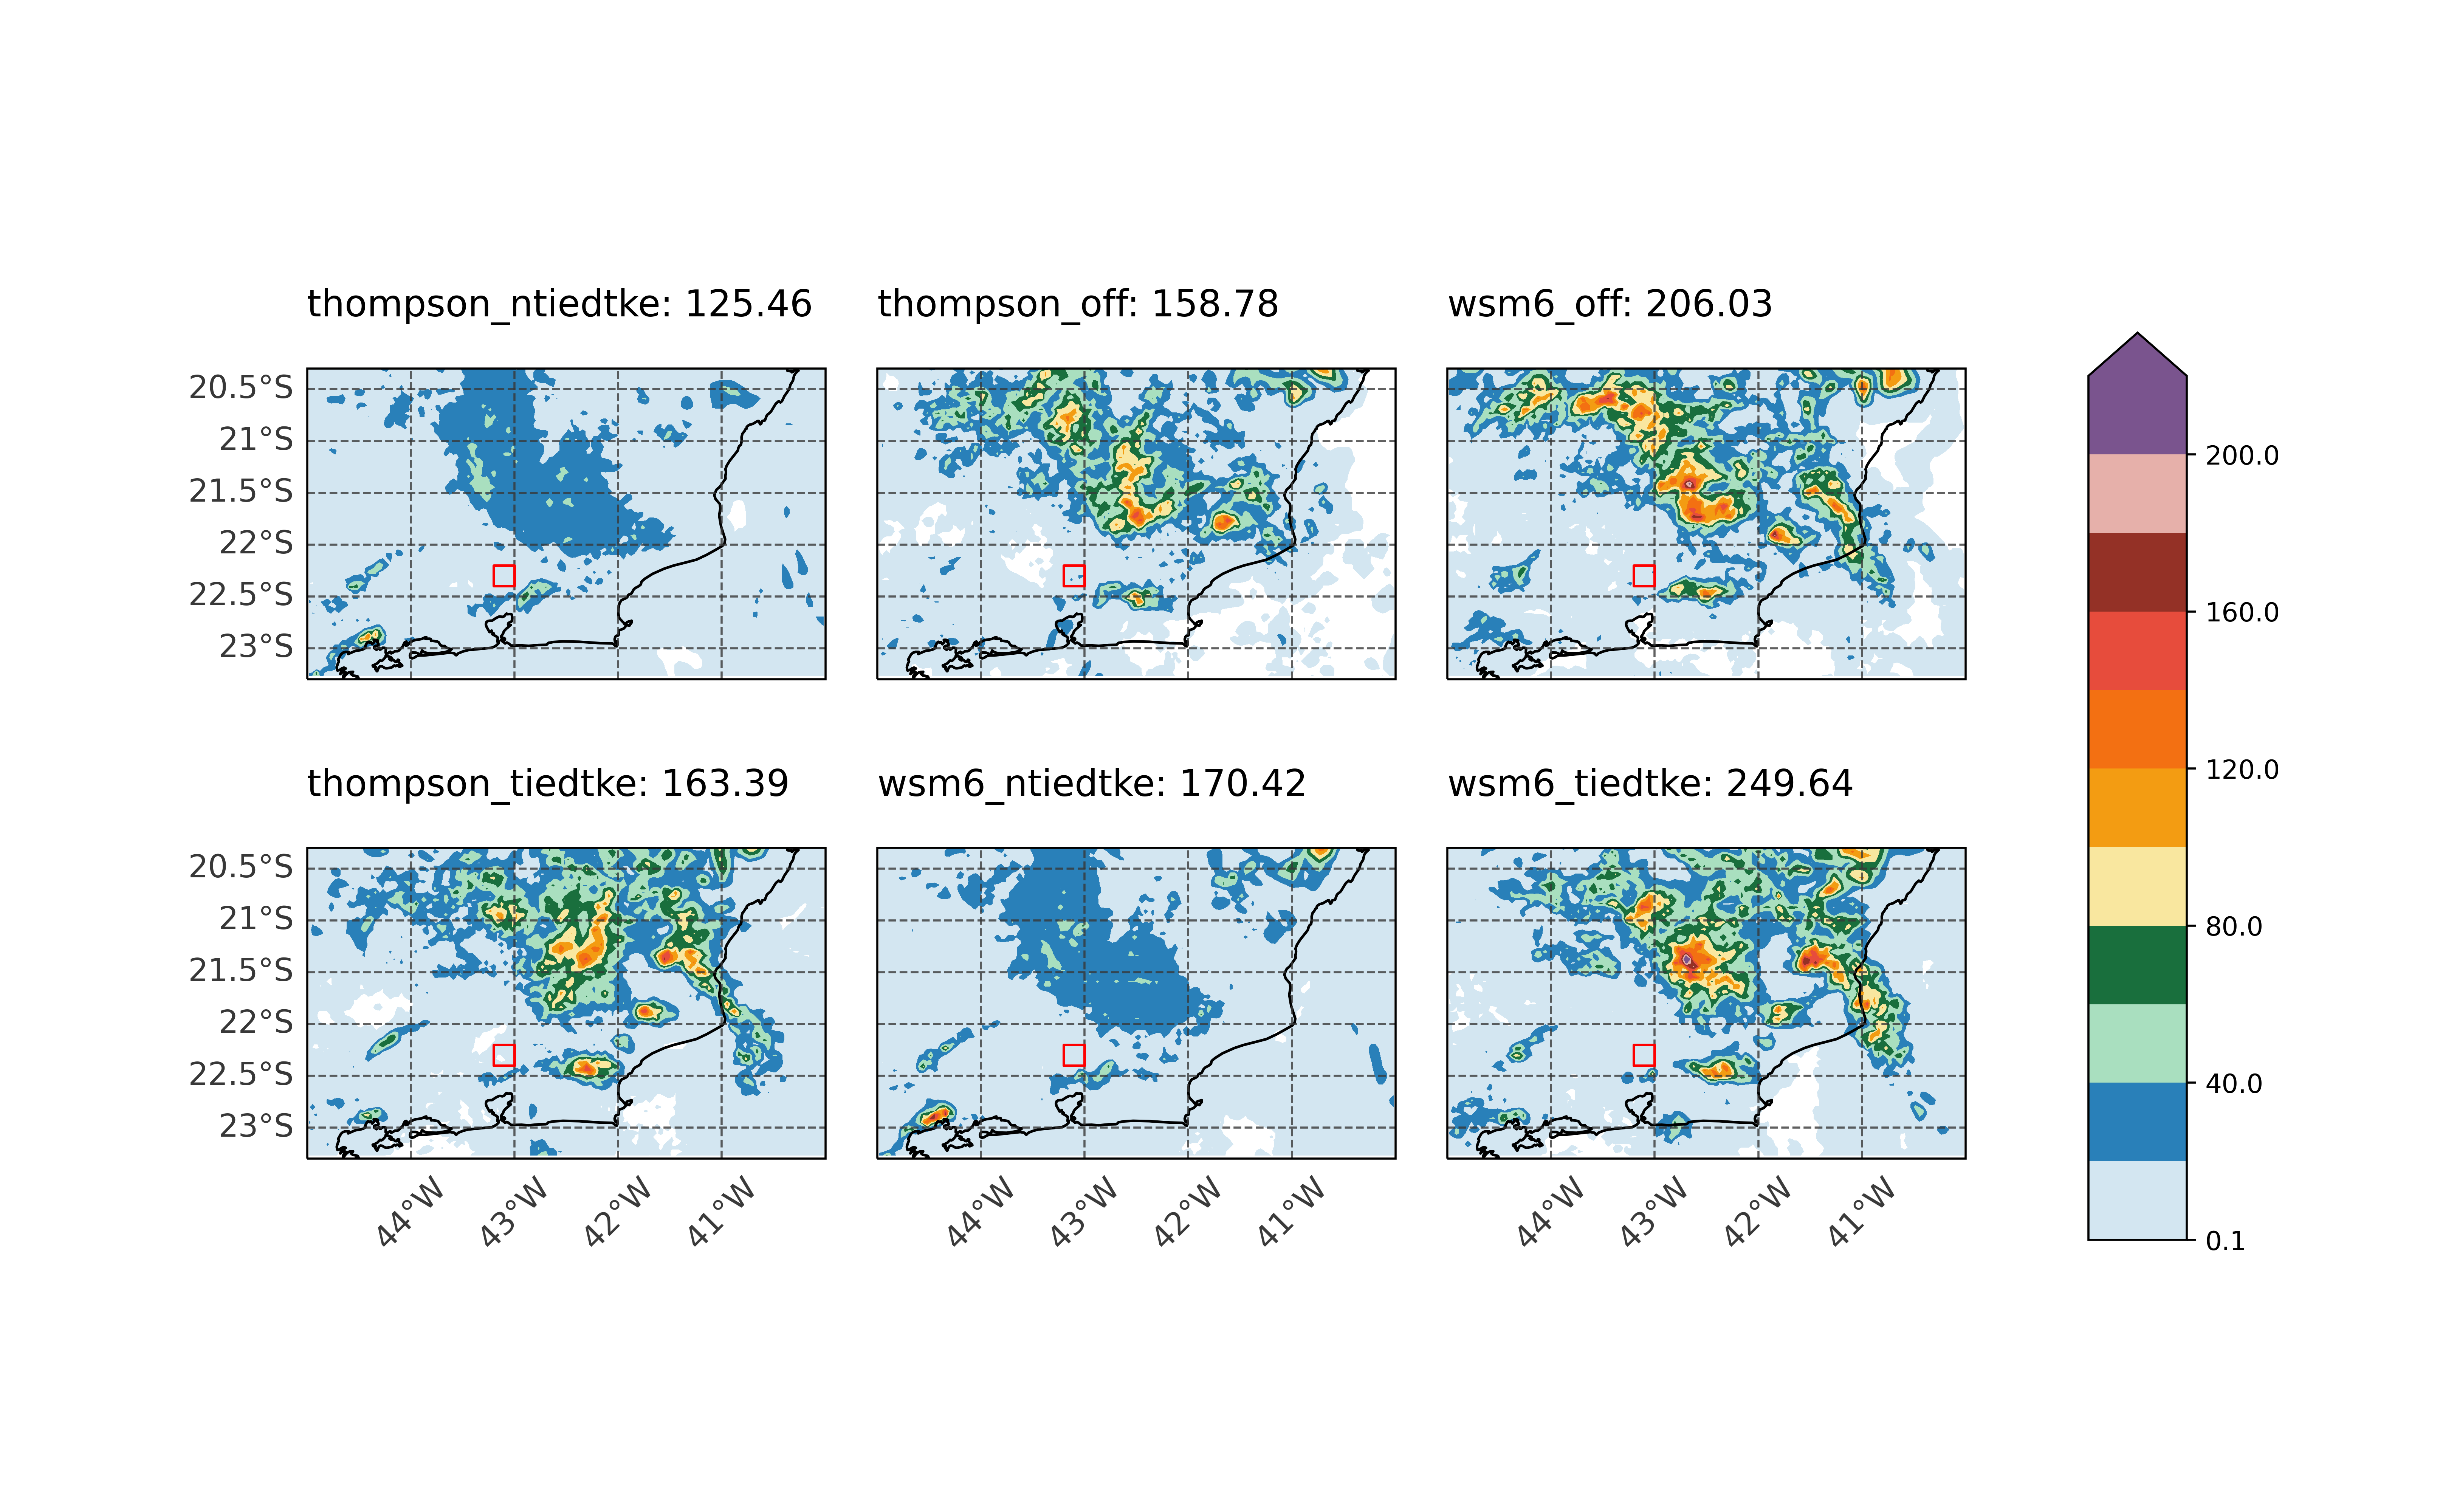 thompson_ntiedtke: 125.46
thompson_off: 158.78
wsm6_off: 206.03
20.5°S
21°S
21.5°S
22°S
22.5°S
23°S
thompson_tiedtke: 163.39
wsm6_ntiedtke: 170.42
wsm6_tiedtke: 249.64
20.5°S
21°S
21.5°S
22°S
22.5°S
23°S
44°W
43°W
42°W
41°W
44°W
43°W
42°W
41°W
44°W
43°W
42°W
41°W
200.0
160.0
120.0
80.0
40.0
0.1